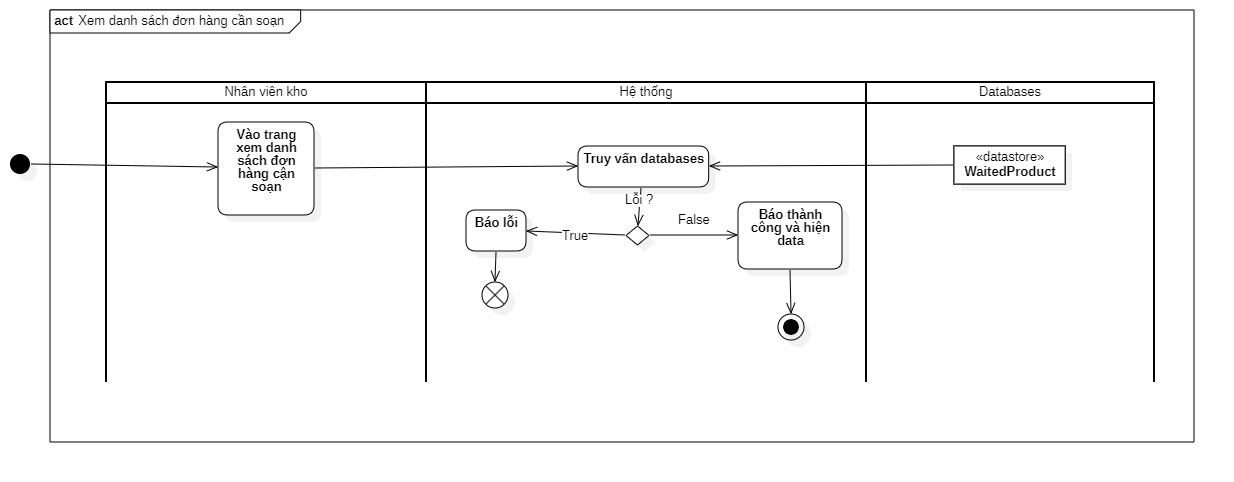 act Xem danh sách đơn hàng cần soạn
Nhân viên kho
Hệ thống
Databases
Vào trang
xem danh
sách đơn
hàng cận
soạn
Truy vấn databases
«datastore»
WaitedProduct
Lỗi ?
Báo lỗi
True
False
Báo thành
công và hiện
data